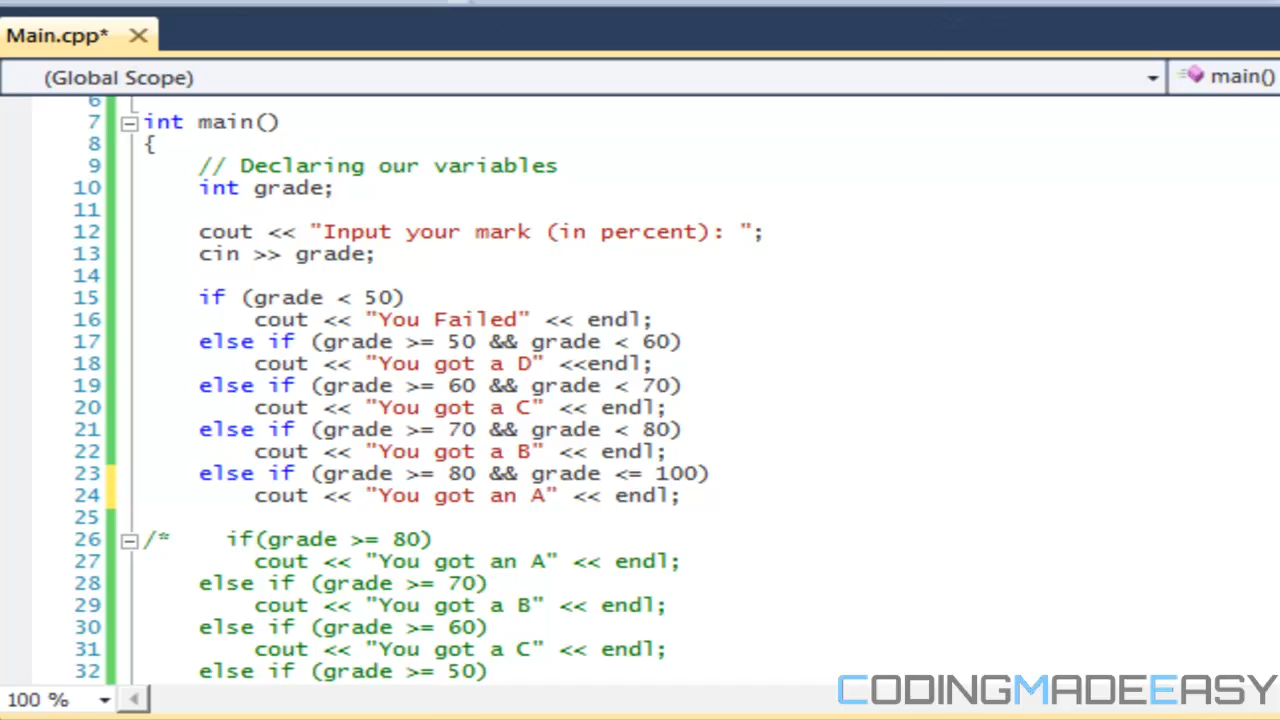 Main.cpp*
(Global Scope) main()
6
7 int main()
8 {
9 // Declaring our variables
10 int grade;
11
12 cout << "Input your mark (in percent): ";
13 cin >> grade;
14
15 if (grade < 50)
16 cout << "You Failed" << endl;
17 else if (grade >= 50 && grade < 60)
18 cout << "You got a D" <<endl;
19 else if (grade >= 60 && grade < 70)
20 cout << "You got a C" << endl;
21 else if (grade >= 70 && grade < 80)
22 cout << "You got a B" << endl;
23 else if (grade >= 80 && grade <= 100)
24 cout << "You got an A" << endl;
25
26 /* if(grade >= 80)
27 cout << "You got an A" << endl;
28 else if (grade >= 70)
29 cout << "You got a B" << endl;
30 else if (grade >= 60)
31 cout << "You got a C" << endl;
32 else if (grade >= 50)
100 %
CODINGMADEEASY